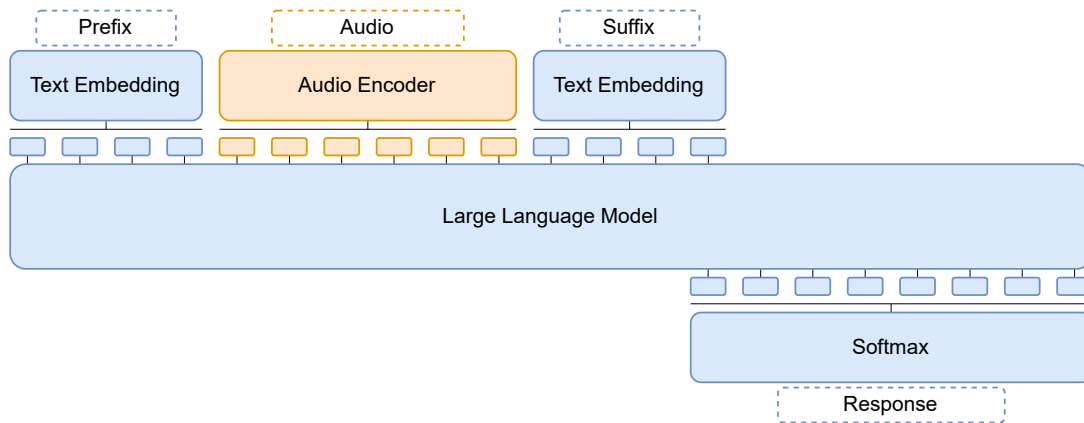 Prefix
Audio
Suffix
Text Embedding
Audio Encoder
Text Embedding
Large Language Model
Softmax
Response